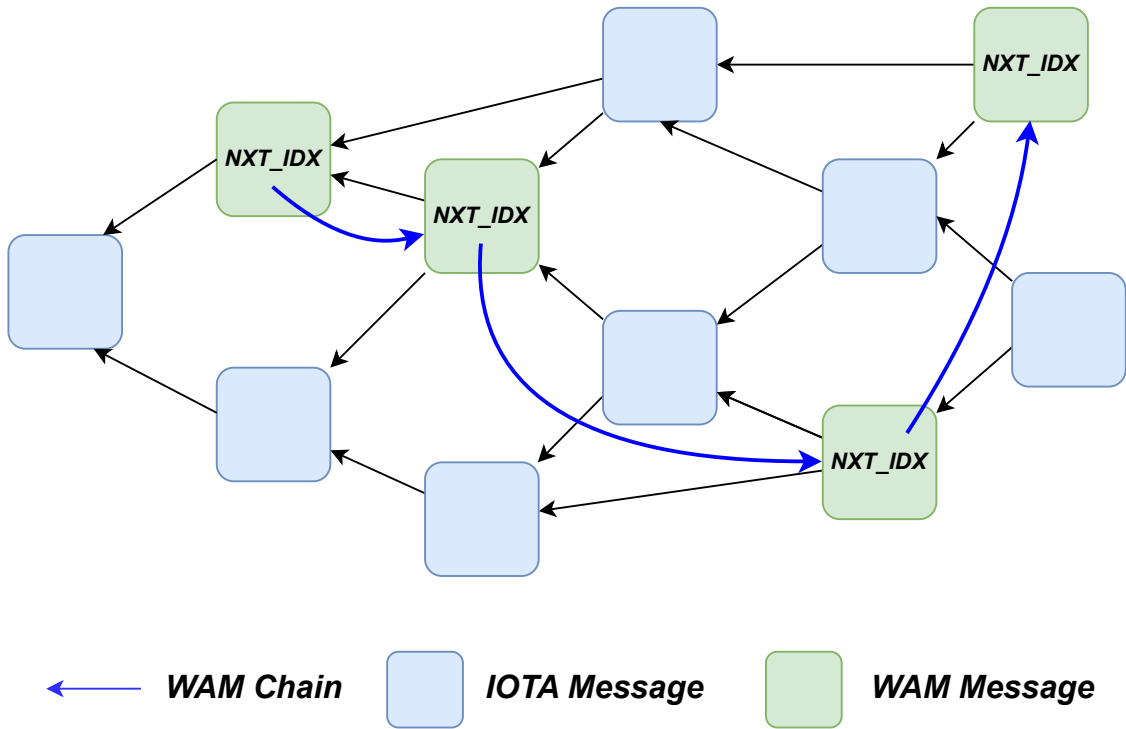 NXT_IDX
NXT_IDX
NXT_IDX
NXT_IDX
WAM Chain
IOTA Message
WAM Message